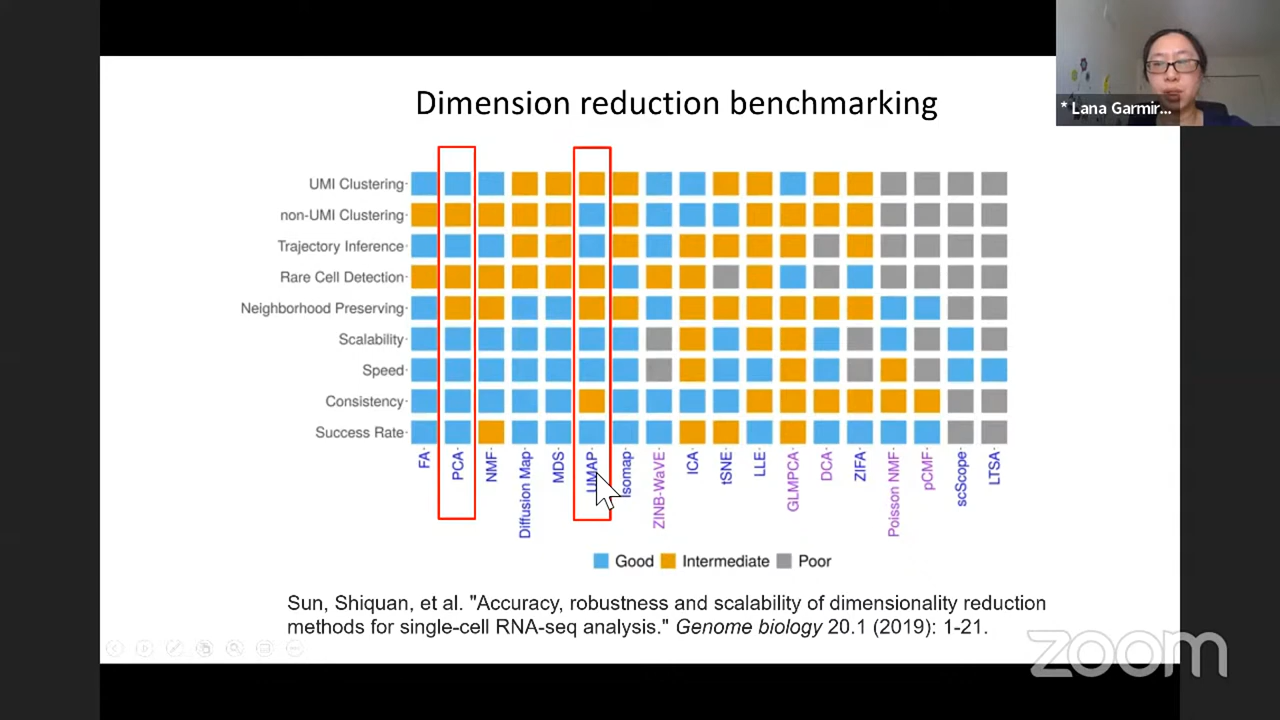 * Lana Garmir...
Dimension reduction benchmarking
UMI Clustering
non-UMI Clustering
Trajectory Inference
Rare Cell Detection
Neighborhood Preserving
Scalability
Speed
Consistency
Success Rate
FA
PCA
NMF
Diffusion Map
MDS
UMAP
Isomap
ZINB-WaVE
ICA
tSNE
LLE
GLMPCA
DCA
ZIFA
Poisson NMF
pCMF
scScope
LTSA
Good Intermediate Poor
Sun, Shiquan, et al. "Accuracy, robustness and scalability of dimensionality reduction
methods for single-cell RNA-seq analysis." Genome biology 20.1 (2019): 1-21.
zoom